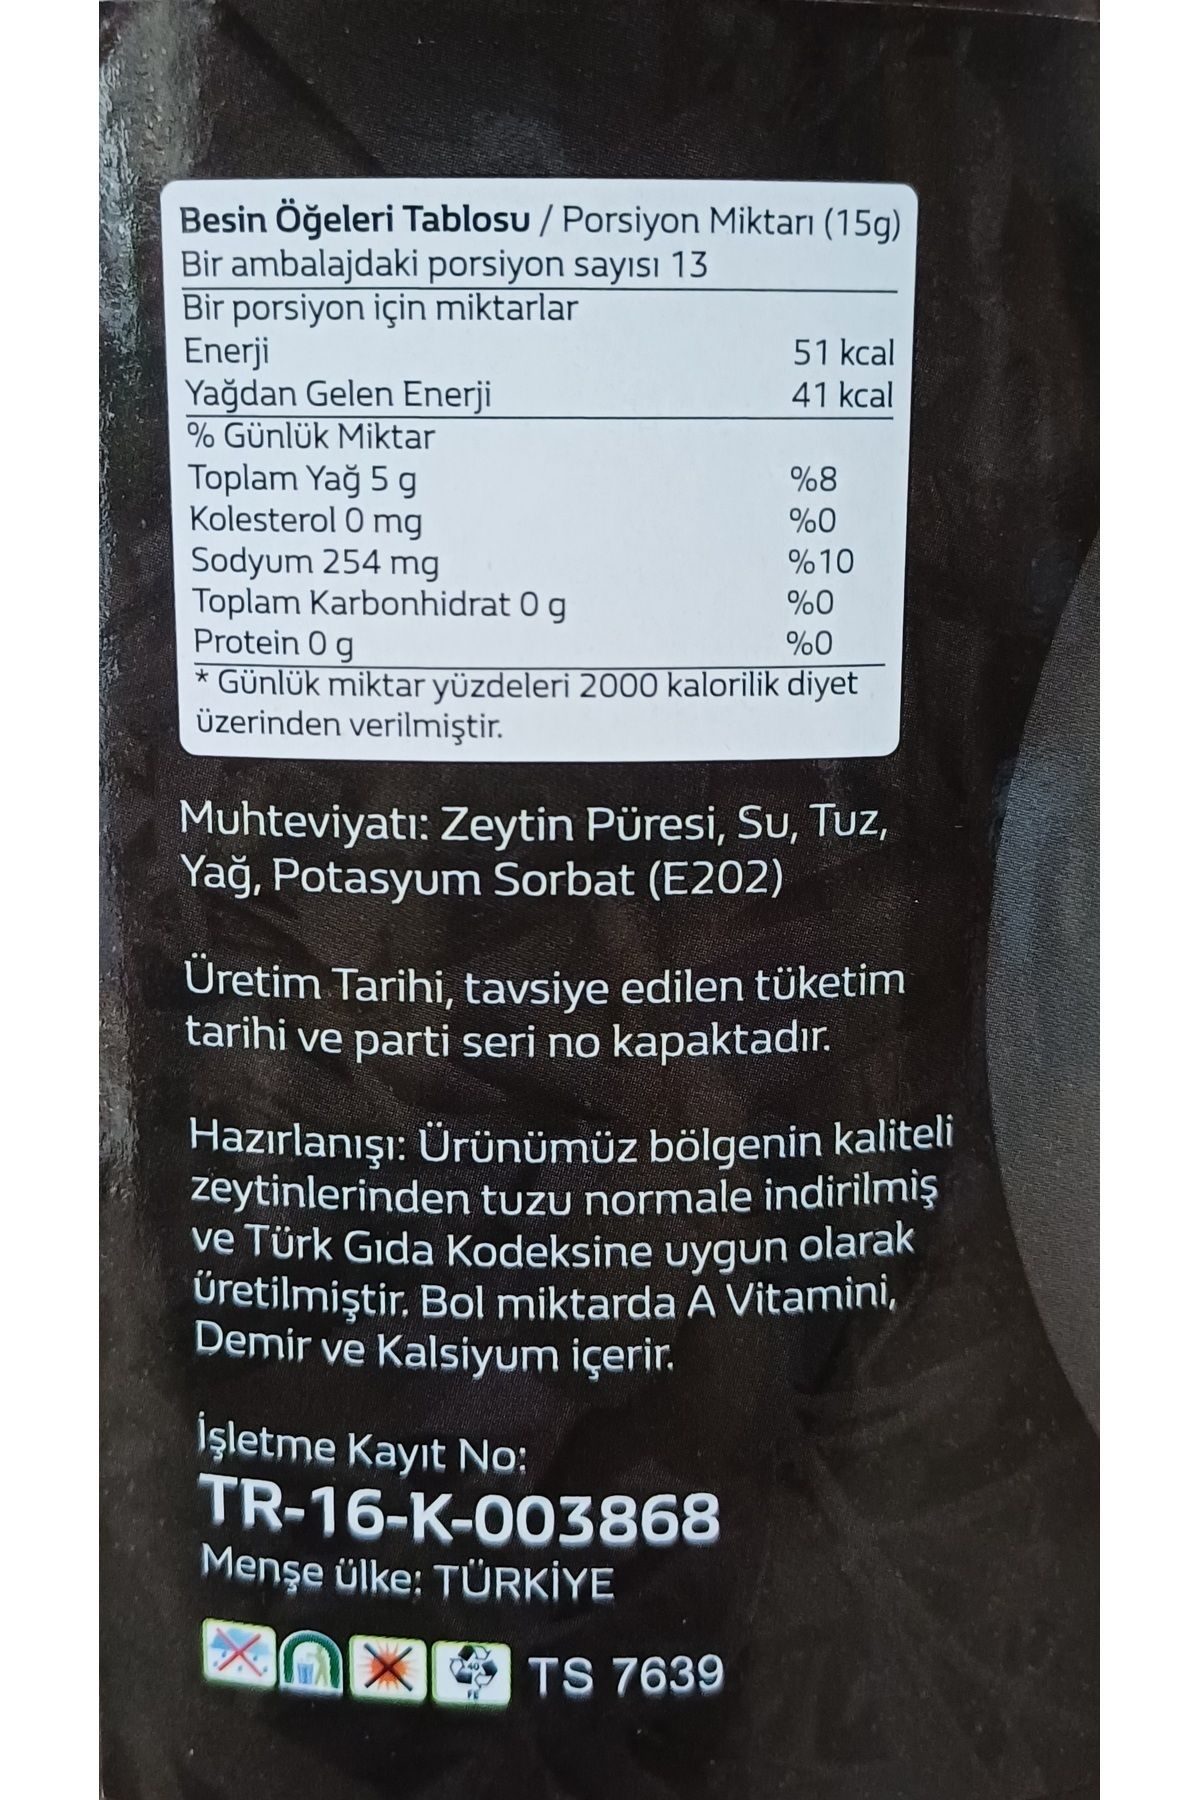 Besin Öğeleri Tablosu / Porsiyon Miktarı (15g)
Bir ambalajdaki porsiyon sayısı 13
Bir porsiyon için miktarlar
Enerji 51 kcal
Yağdan Gelen Enerji 41 kcal
% Günlük Miktar
Toplam Yağ 5 g %8
Kolesterol 0 mg %0
Sodyum 254 mg %10
Toplam Karbonhidrat 0 g %0
Protein 0 g %0
* Günlük miktar yüzdeleri 2000 kalorilik diyet
üzerinden verilmiştir.
Muhteviyatı: Zeytin Püresi, Su, Tuz,
Yağ, Potasyum Sorbat (E202)
Üretim Tarihi, tavsiye edilen tüketim
tarihi ve parti seri no kapaktadır.
Hazırlanışı: Ürünümüz bölgenin kaliteli
zeytinlerinden tuzu normale indirilmiş
ve Türk Gıda Kodeksine uygun olarak
üretilmiştir. Bol miktarda A Vitamini,
Demir ve Kalsiyum içerir.
İşletme Kayıt No:
TR-16-K-003868
Menşe ülke: TÜRKİYE
40
FE
TS 7639